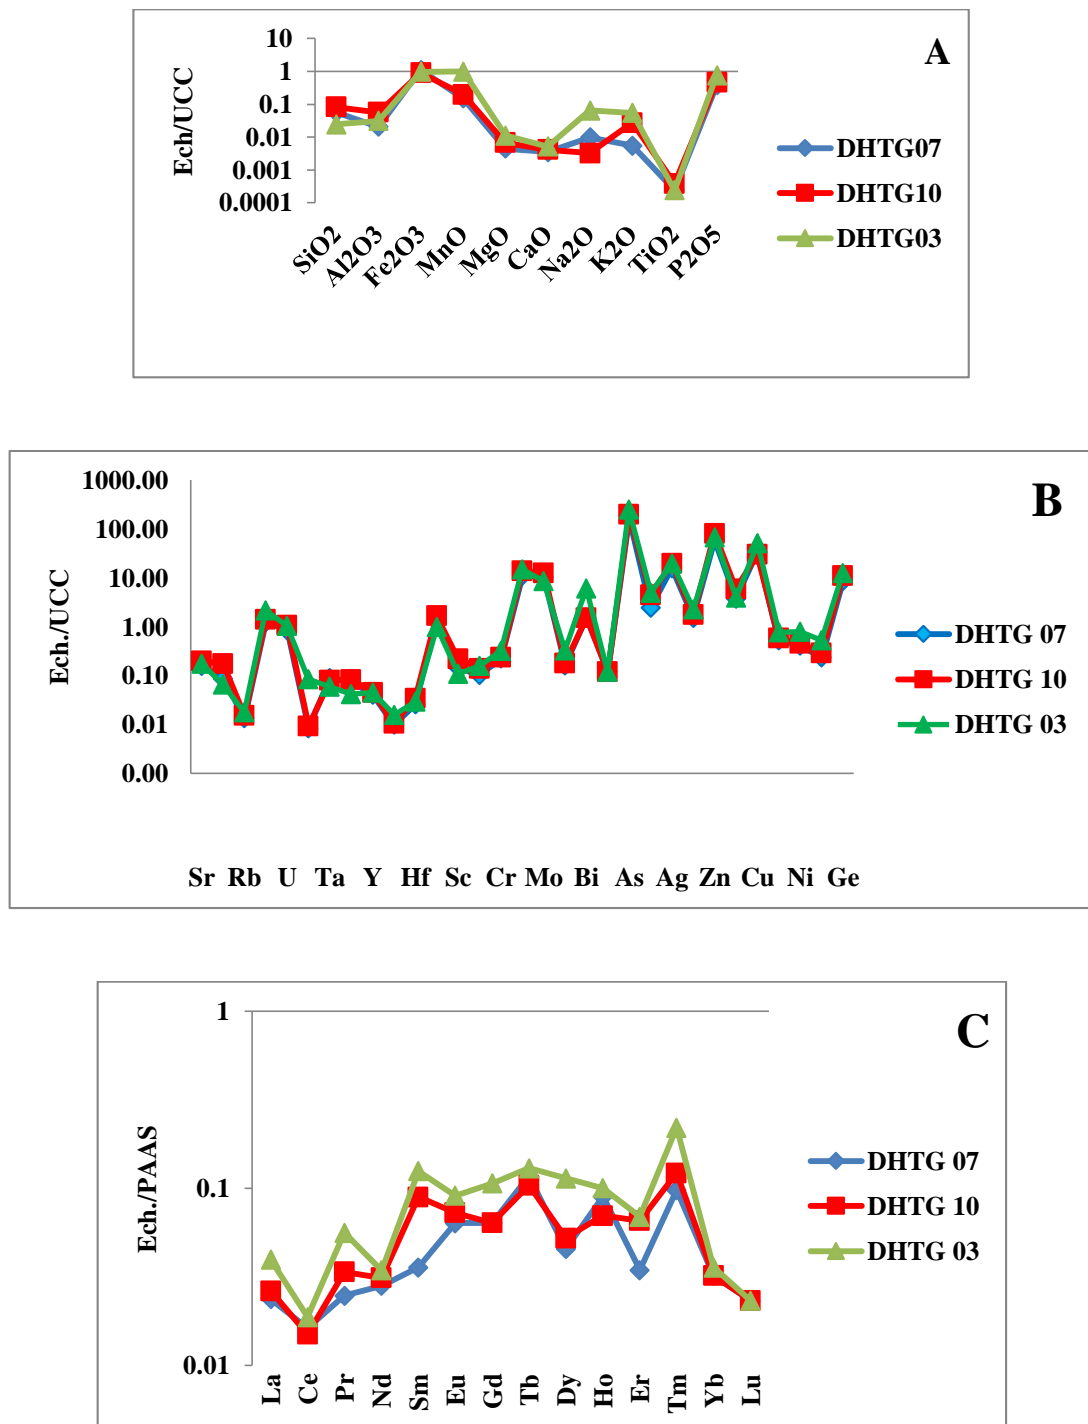 A
Ech/UCC
10
1
0.1
0.01
0.001
0.0001
SiO2
Al2O3
Fe2O3
MnO
MgO
CaO
Na2O
K2O
TiO2
P2O5
DHTG07
DHTG10
DHTG03
B
Ech./UCC
1000.00
100.00
10.00
1.00
0.10
0.01
0.00
Sr Rb U Ta Y Hf Sc Cr Mo Bi As Ag Zn Cu Ni Ge
DHTG 07
DHTG 10
DHTG 03
C
Ech./PAAS
1
0.1
0.01
La
Ce
Pr
Nd
Sm
Eu
Gd
Tb
Dy
Ho
Er
Tm
Yb
Lu
DHTG 07
DHTG 10
DHTG 03